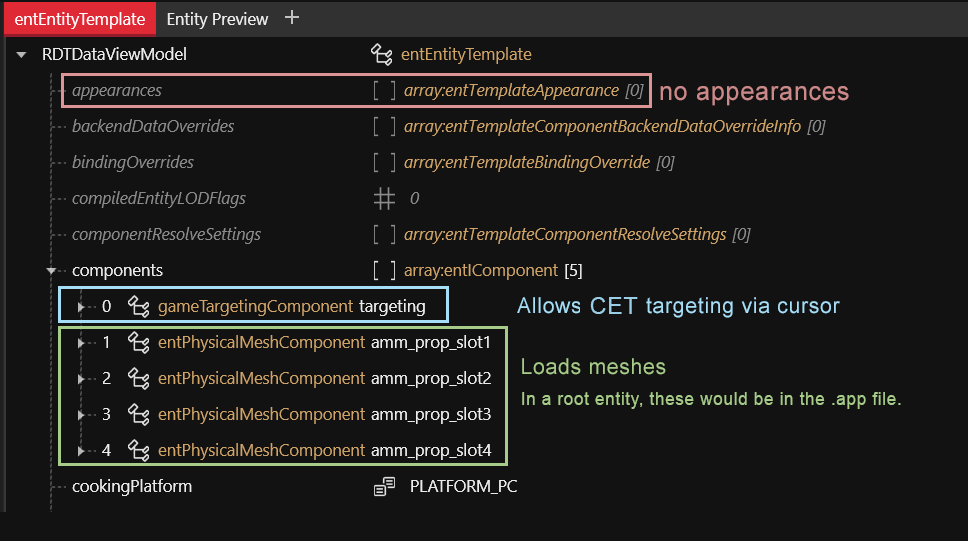 entEntityTemplate Entity Preview +
RDTDataViewModel entEntityTemplate
appearances [ ] array:entTemplateAppearance [0] no appearances
backendDataOverrides [ ] array:entTemplateComponentBackendDataOverrideInfo [0]
bindingOverrides [ ] array:entTemplateBindingOverride [0]
compiledEntityLODFlags # 0
componentResolveSettings [ ] array:entTemplateComponentResolveSettings [0]
components [ ] array:entIComponent [5]
0 gameTargetingComponent targeting Allows CET targeting via cursor
1 entPhysicalMeshComponent amm_prop_slot1
Loads meshes
2 entPhysicalMeshComponent amm_prop_slot2
In a root entity, these would be in the .app file.
3 entPhysicalMeshComponent amm_prop_slot3
4 entPhysicalMeshComponent amm_prop_slot4
cookingPlatform PLATFORM_PC